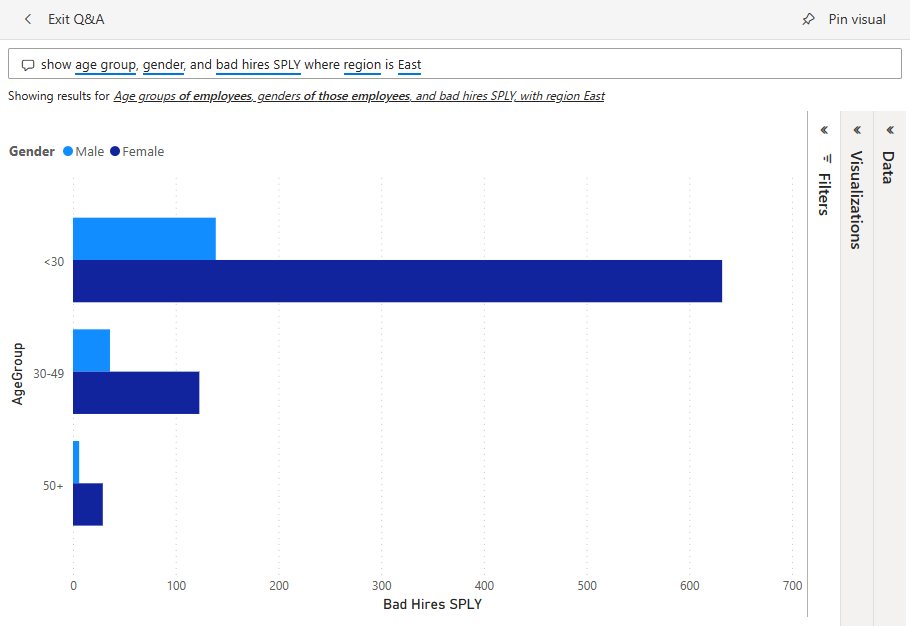 Exit Q&A
Pin visual
show age group, gender, and bad hires SPLY where region is East
Showing results for Age groups of employees, genders of those employees, and bad hires SPLY, with region East
Gender Male Female
<30
30-49
50+
AgeGroup
0 100 200 300 400 500 600 700
Bad Hires SPLY
Filters
Visualizations
Data